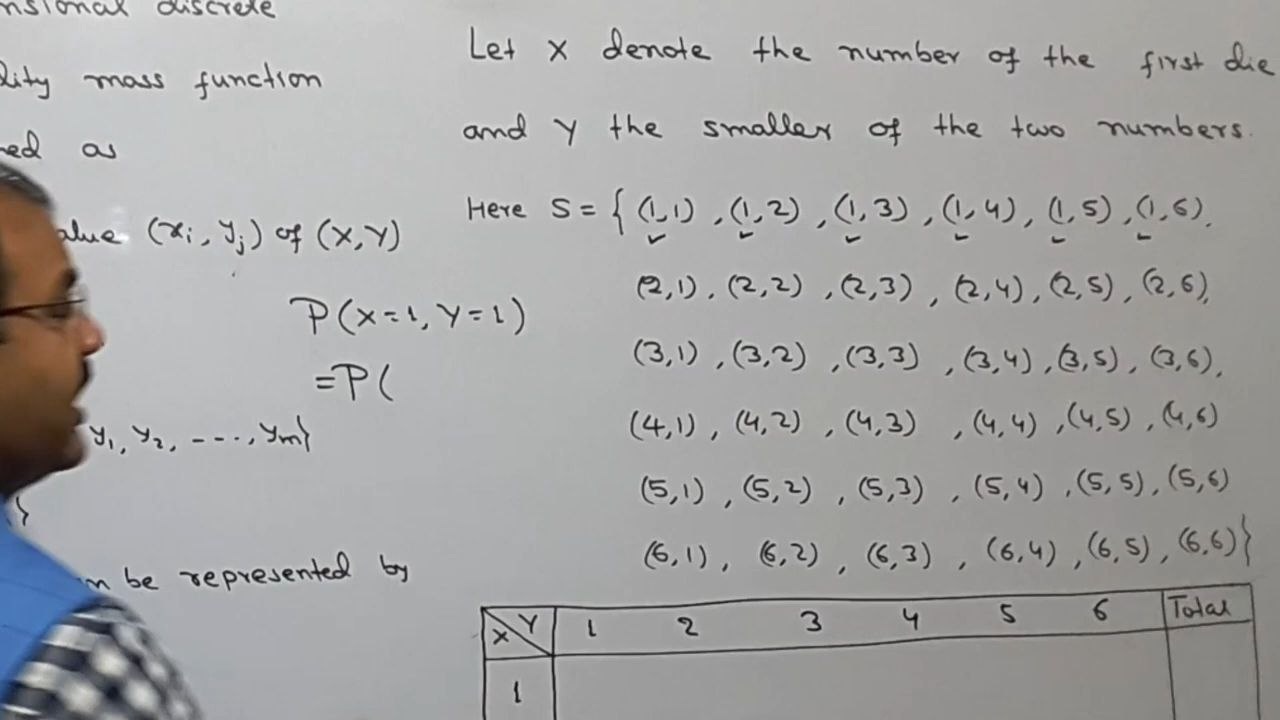 discrete
mass function
as
(xi, yj) of (X,Y)
P(X=1, Y=1)
=P(
y1, y2, ----, ym}
}
be represented by
Let X denote the number of the first die
and Y the smaller of the two numbers.
Here S = { (1,1) , (1,2) , (1,3) , (1,4) , (1,5) , (1,6),
(2,1) , (2,2) , (2,3) , (2,4) , (2,5) , (2,6),
(3,1) , (3,2) , (3,3) , (3,4) , (3,5) , (3,6),
(4,1) , (4,2) , (4,3) , (4,4) , (4,5) , (4,6)
(5,1) , (5,2) , (5,3) , (5,4) , (5,5) , (5,6)
(6,1) , (6,2) , (6,3) , (6,4) , (6,5) , (6,6)}
X Y 1 2 3 4 5 6 Total
1